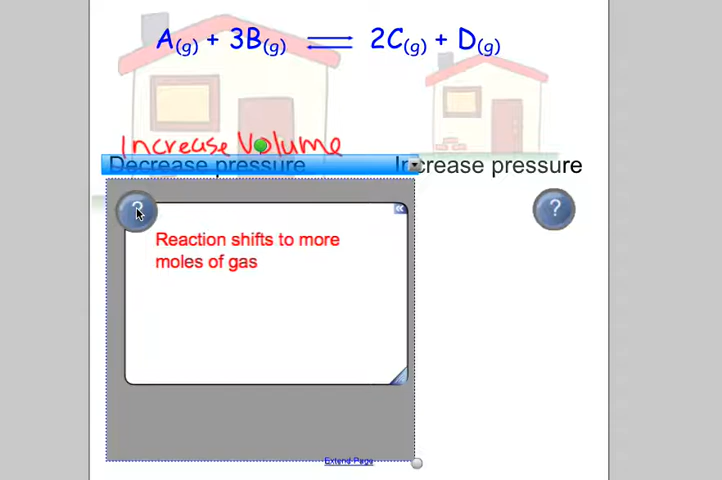 A(g) + 3B(g) ⇌ 2C(g) + D(g)
Increase Volume
Decrease pressure
Increase pressure
?
?
Reaction shifts to more
moles of gas
Extend Page